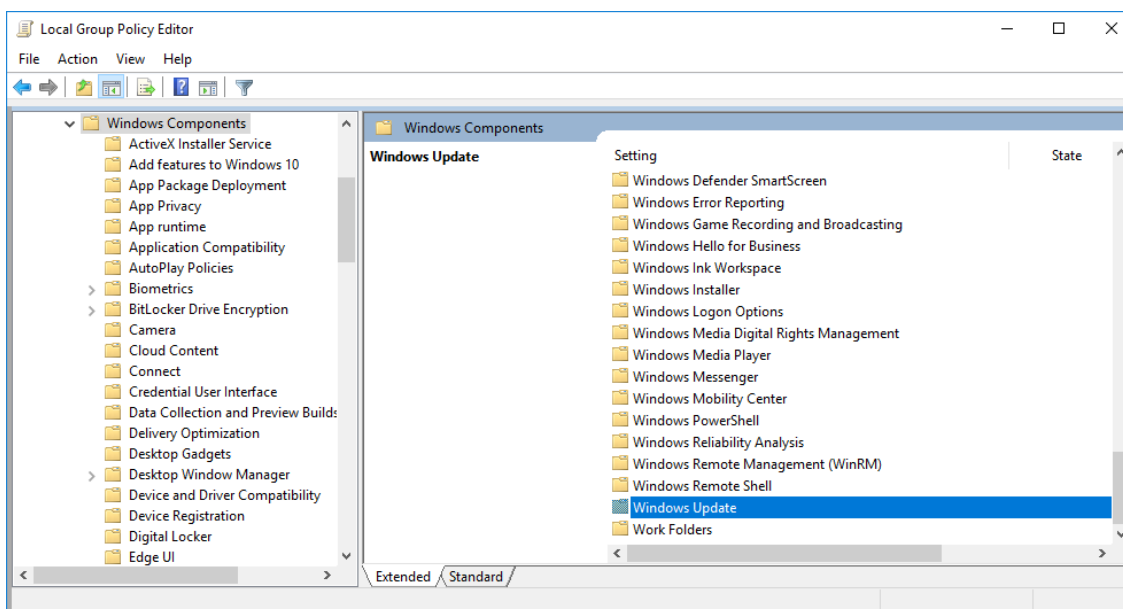 Local Group Policy Editor
File Action View Help
Windows Components
ActiveX Installer Service
Add features to Windows 10
App Package Deployment
App Privacy
App runtime
Application Compatibility
AutoPlay Policies
Biometrics
BitLocker Drive Encryption
Camera
Cloud Content
Connect
Credential User Interface
Data Collection and Preview Builds
Delivery Optimization
Desktop Gadgets
Desktop Window Manager
Device and Driver Compatibility
Device Registration
Digital Locker
Edge UI
Windows Components
Windows Update
Setting State
Windows Defender SmartScreen
Windows Error Reporting
Windows Game Recording and Broadcasting
Windows Hello for Business
Windows Ink Workspace
Windows Installer
Windows Logon Options
Windows Media Digital Rights Management
Windows Media Player
Windows Messenger
Windows Mobility Center
Windows PowerShell
Windows Reliability Analysis
Windows Remote Management (WinRM)
Windows Remote Shell
Windows Update
Work Folders
Extended Standard